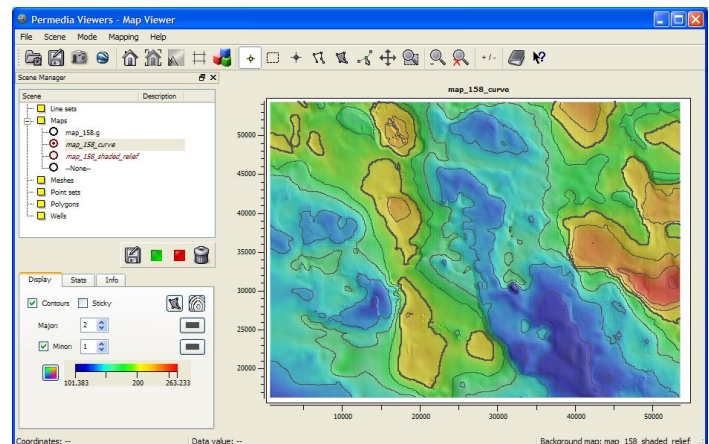 Permedia Viewers - Map Viewer
File Scene Mode Mapping Help
+ / -
Scene Manager
Scene Description
Line sets
Maps
map_158.g
map_158_curve
map_158_shaded_relief
--None--
Meshes
Point sets
Polygons
Wells
Display Stats Info
Contours Sticky
Major: 2
Minor: 1
101.383 200 263.233
map_158_curve
50000
45000
40000
35000
30000
25000
20000
10000 20000 30000 40000 50000
Coordinates: -- Data value: -- Background map: map_158_shaded_relief